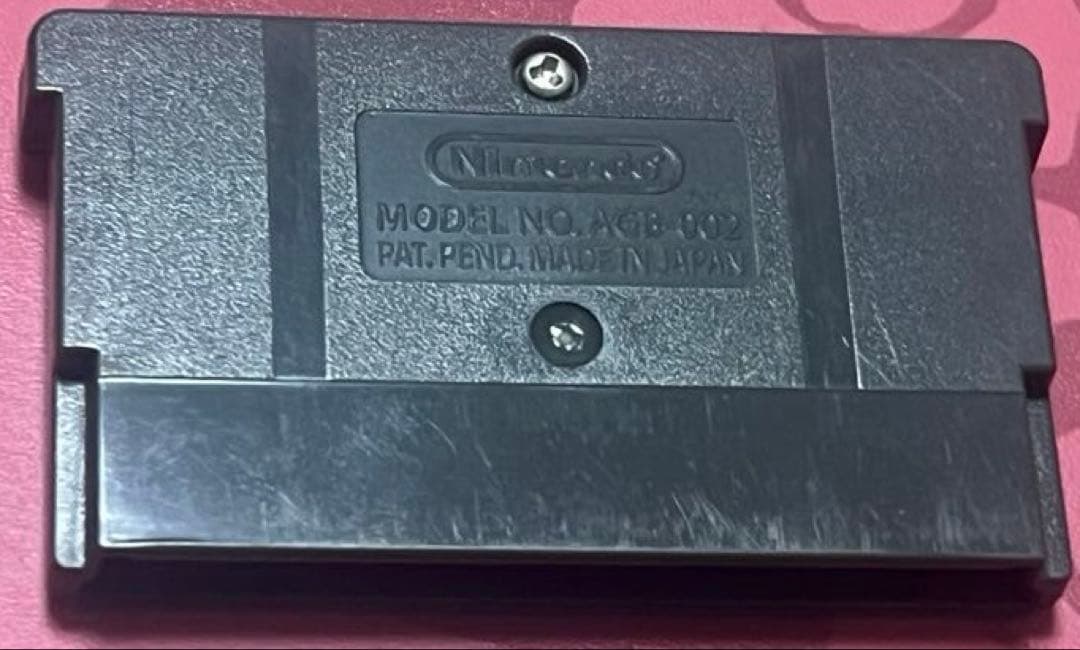 Nintendo
MODEL NO. AGB-002
PAT. PEND. MADE IN JAPAN